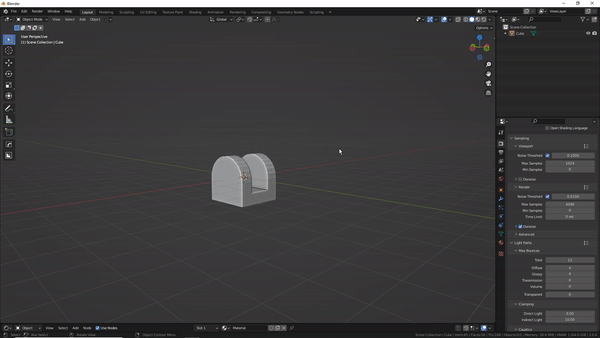 Blender
File Edit Render Window Help Layout Modeling Sculpting UV Editing Texture Paint Shading Animation Rendering Compositing Geometry Nodes Scripting Scene ViewLayer
Object Mode View Select Add Object Global
Options
User Perspective
(1) Scene Collection | Cube
Scene Collection
Cube
Open Shading Language
Sampling
Viewport
Noise Threshold 0.1000
Max Samples 1024
Min Samples 0
Denoise
Render
Noise Threshold 0.0100
Max Samples 4096
Min Samples 0
Time Limit 0 sec
Denoise
Advanced
Light Paths
Max Bounces
Total 12
Diffuse 4
Glossy 4
Transmission
Volume 0
Transparent 8
Clamping
Direct Light 0.00
Indirect Light 10.00
Caustics
Object View Select Add Node Use Nodes Slot 1 Material
Select Rotate View Object Context Menu